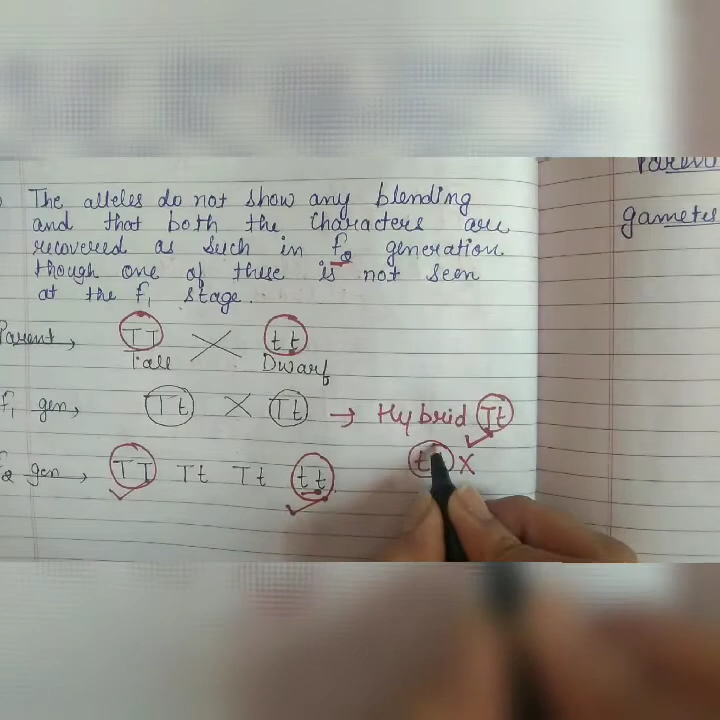 The alleles do not show any blending
and that both the characters are
recovered as such in f2 generation
though one of these is not seen
at the f1 stage.
Parent → TT X tt
Tall Dwarf
f1 gen → Tt X Tt → Hybrid Tt
X
f2 gen → TT Tt Tt tt
Parent
gametes